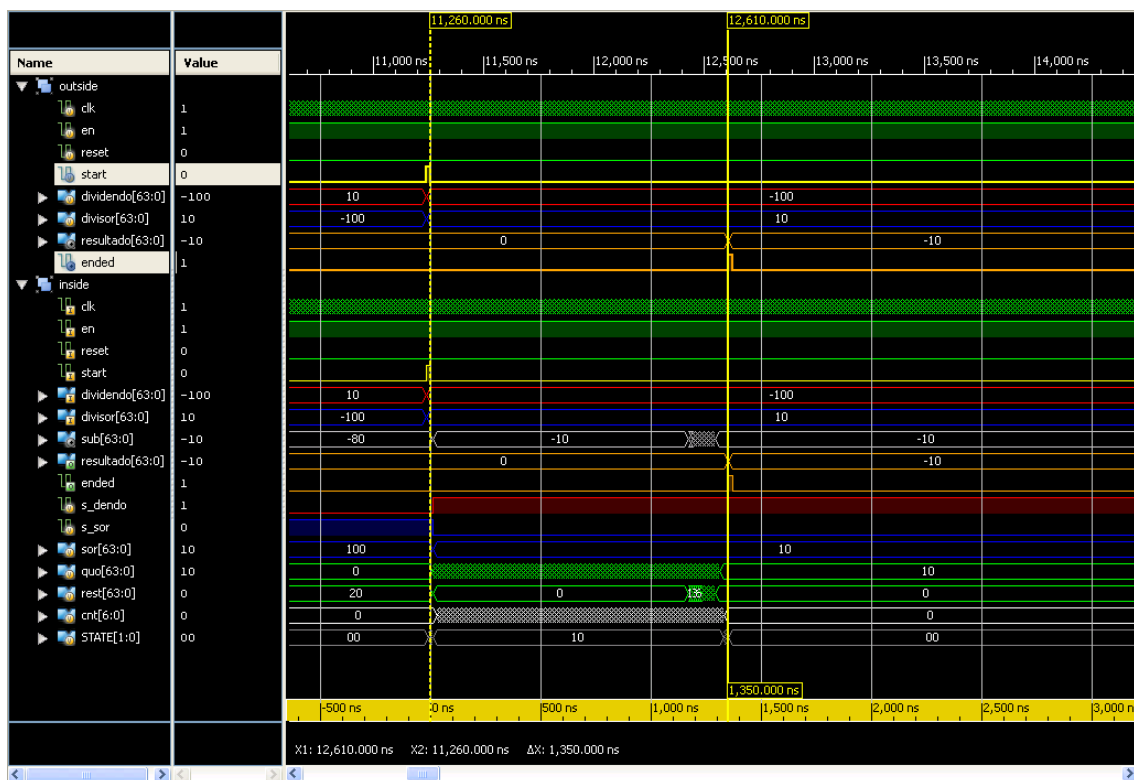 11,260.000 ns 12,610.000 ns
Name Value 11,000 ns 11,500 ns 12,000 ns 12,500 ns 13,000 ns 13,500 ns 14,000 ns
outside
clk 1
en 1
reset 0
start 0
dividendo[63:0] -100 10 -100
divisor[63:0] 10 -100 10
resultado[63:0] -10 0 -10
ended 1
inside
clk 1
en 1
reset 0
start 0
dividendo[63:0] -100 10 -100
divisor[63:0] 10 -100 10
sub[63:0] -10 -80 -10 -10
resultado[63:0] -10 0 -10
ended 1
s_dendo 1
s_sor 0
sor[63:0] 10 100 10
quo[63:0] 10 0 10
rest[63:0] 0 20 0 0
cnt[6:0] 0 0 0
STATE[1:0] 00 00 10 00
1,350.000 ns
-500 ns 0 ns 500 ns 1,000 ns 1,500 ns 2,000 ns 2,500 ns 3,000 n
X1: 12,610.000 ns X2: 11,260.000 ns ΔX: 1,350.000 ns